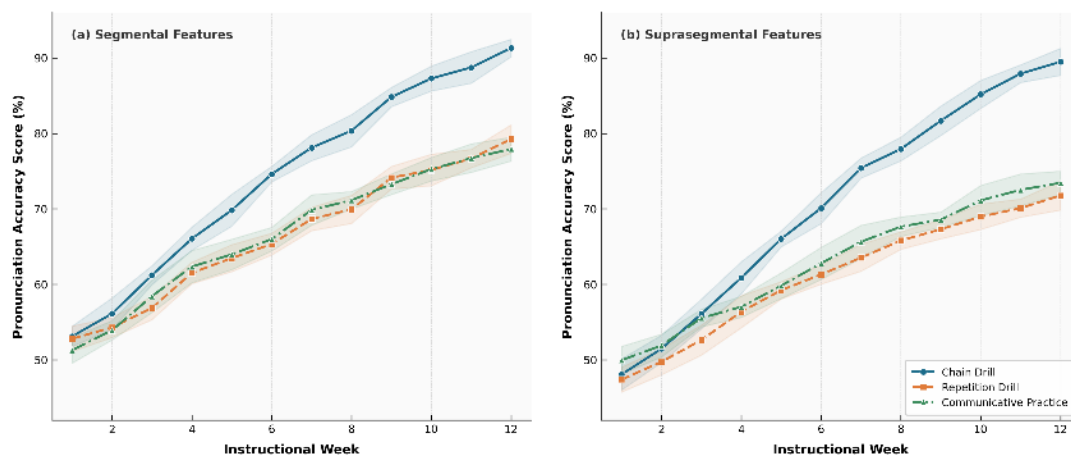 (a) Segmental Features
Pronunciation Accuracy Score (%)
90
80
70
60
50
2 4 6 8 10 12
Instructional Week
(b) Suprasegmental Features
Pronunciation Accuracy Score (%)
90
80
70
60
50
Chain Drill
Repetition Drill
Communicative Practice
2 4 6 8 10 12
Instructional Week